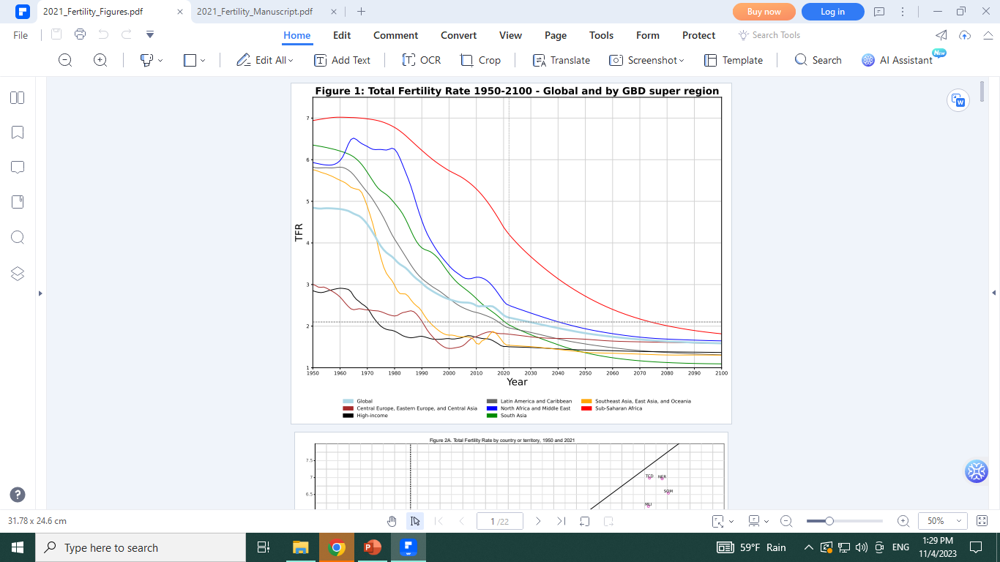 2021_Fertility_Figures.pdf
2021_Fertility_Manuscript.pdf
Buy now
Log in
File
Home
Edit
Comment
Convert
View
Page
Tools
Form
Protect
Search Tools
Edit All
Add Text
OCR
Crop
Translate
Screenshot
Template
Search
AI Assistant
New
Figure 1: Total Fertility Rate 1950-2100 - Global and by GBD super region
TFR
7
6
5
4
3
2
1
1950 1960 1970 1980 1990 2000 2010 2020 2030 2040 2050 2060 2070 2080 2090 2100
Year
Global
Central Europe, Eastern Europe, and Central Asia
High-income
Latin America and Caribbean
North Africa and Middle East
South Asia
Southeast Asia, East Asia, and Oceania
Sub-Saharan Africa
Figure 2A. Total Fertility Rate by country or territory, 1950 and 2021
7.5
7
6.5
TCD NER
SOM
MLI
31.78 x 24.6 cm
1 /22
50%
Type here to search
59°F Rain
ENG
1:29 PM
11/4/2023